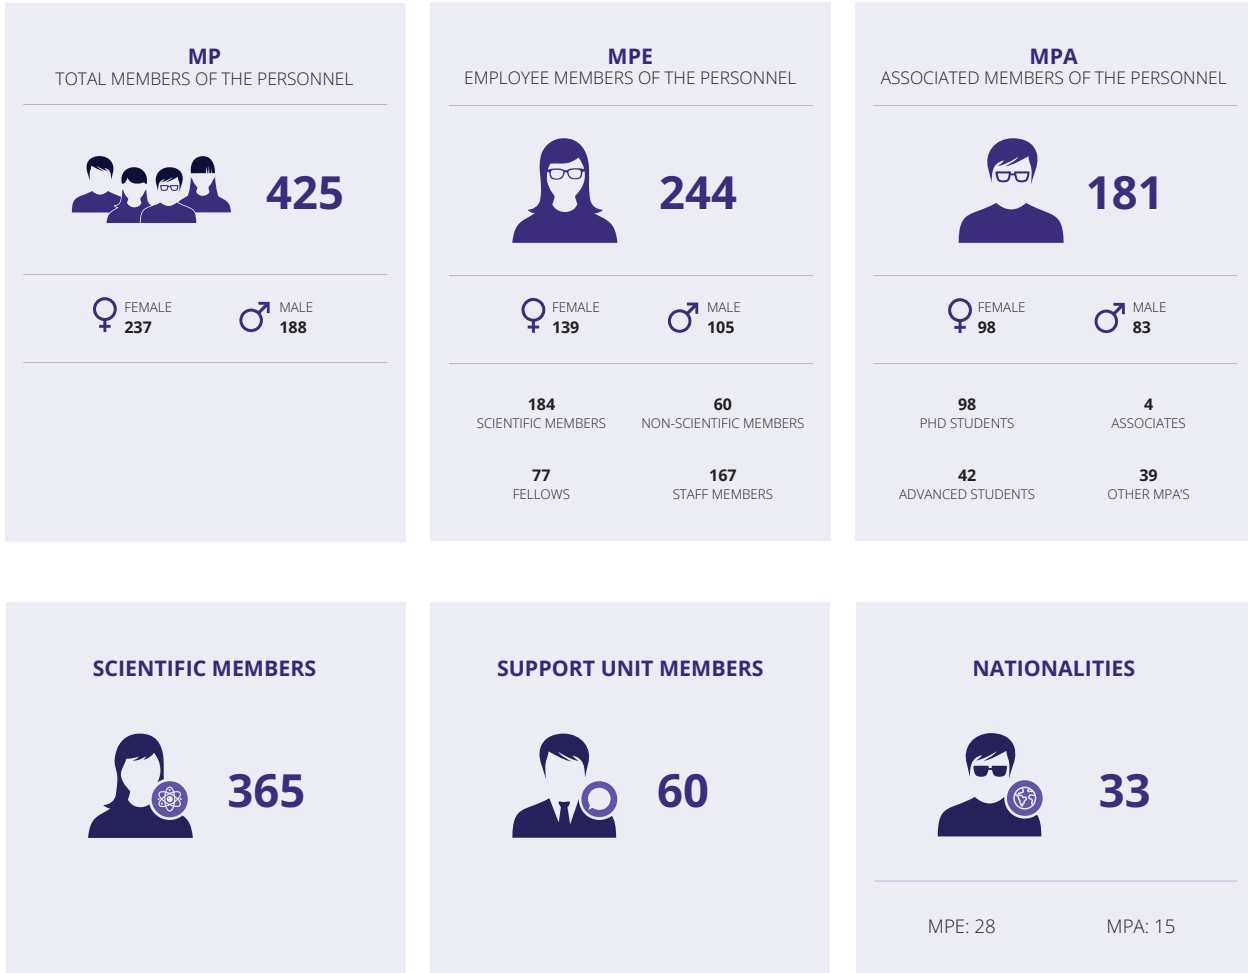 MP
TOTAL MEMBERS OF THE PERSONNEL
425
FEMALE
237
MALE
188
MPE
EMPLOYEE MEMBERS OF THE PERSONNEL
244
FEMALE
139
MALE
105
184
SCIENTIFIC MEMBERS
60
NON-SCIENTIFIC MEMBERS
77
FELLOWS
167
STAFF MEMBERS
MPA
ASSOCIATED MEMBERS OF THE PERSONNEL
181
FEMALE
98
MALE
83
98
PHD STUDENTS
4
ASSOCIATES
42
ADVANCED STUDENTS
39
OTHER MPA'S
SCIENTIFIC MEMBERS
365
SUPPORT UNIT MEMBERS
60
NATIONALITIES
33
MPE: 28
MPA: 15